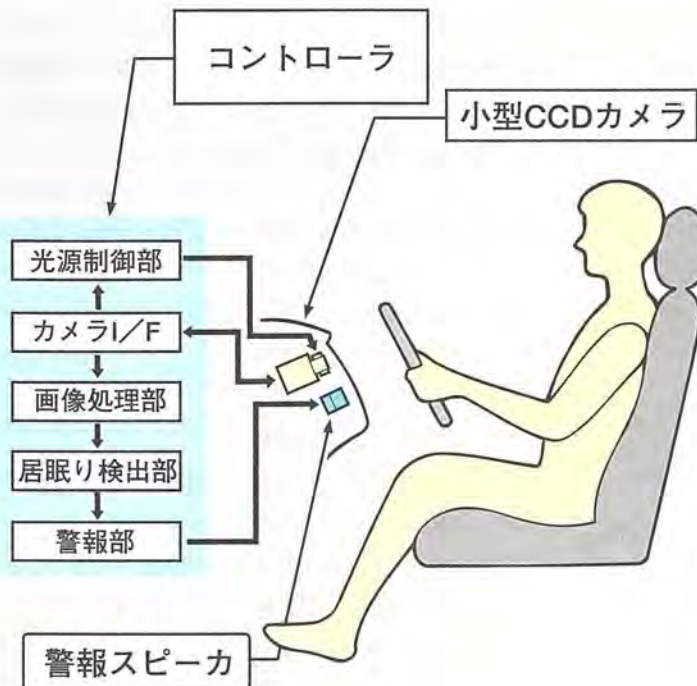 コントローラ
小型CCDカメラ
光源制御部
カメラI/F
画像処理部
居眠り検出部
警報部
警報スピーカ